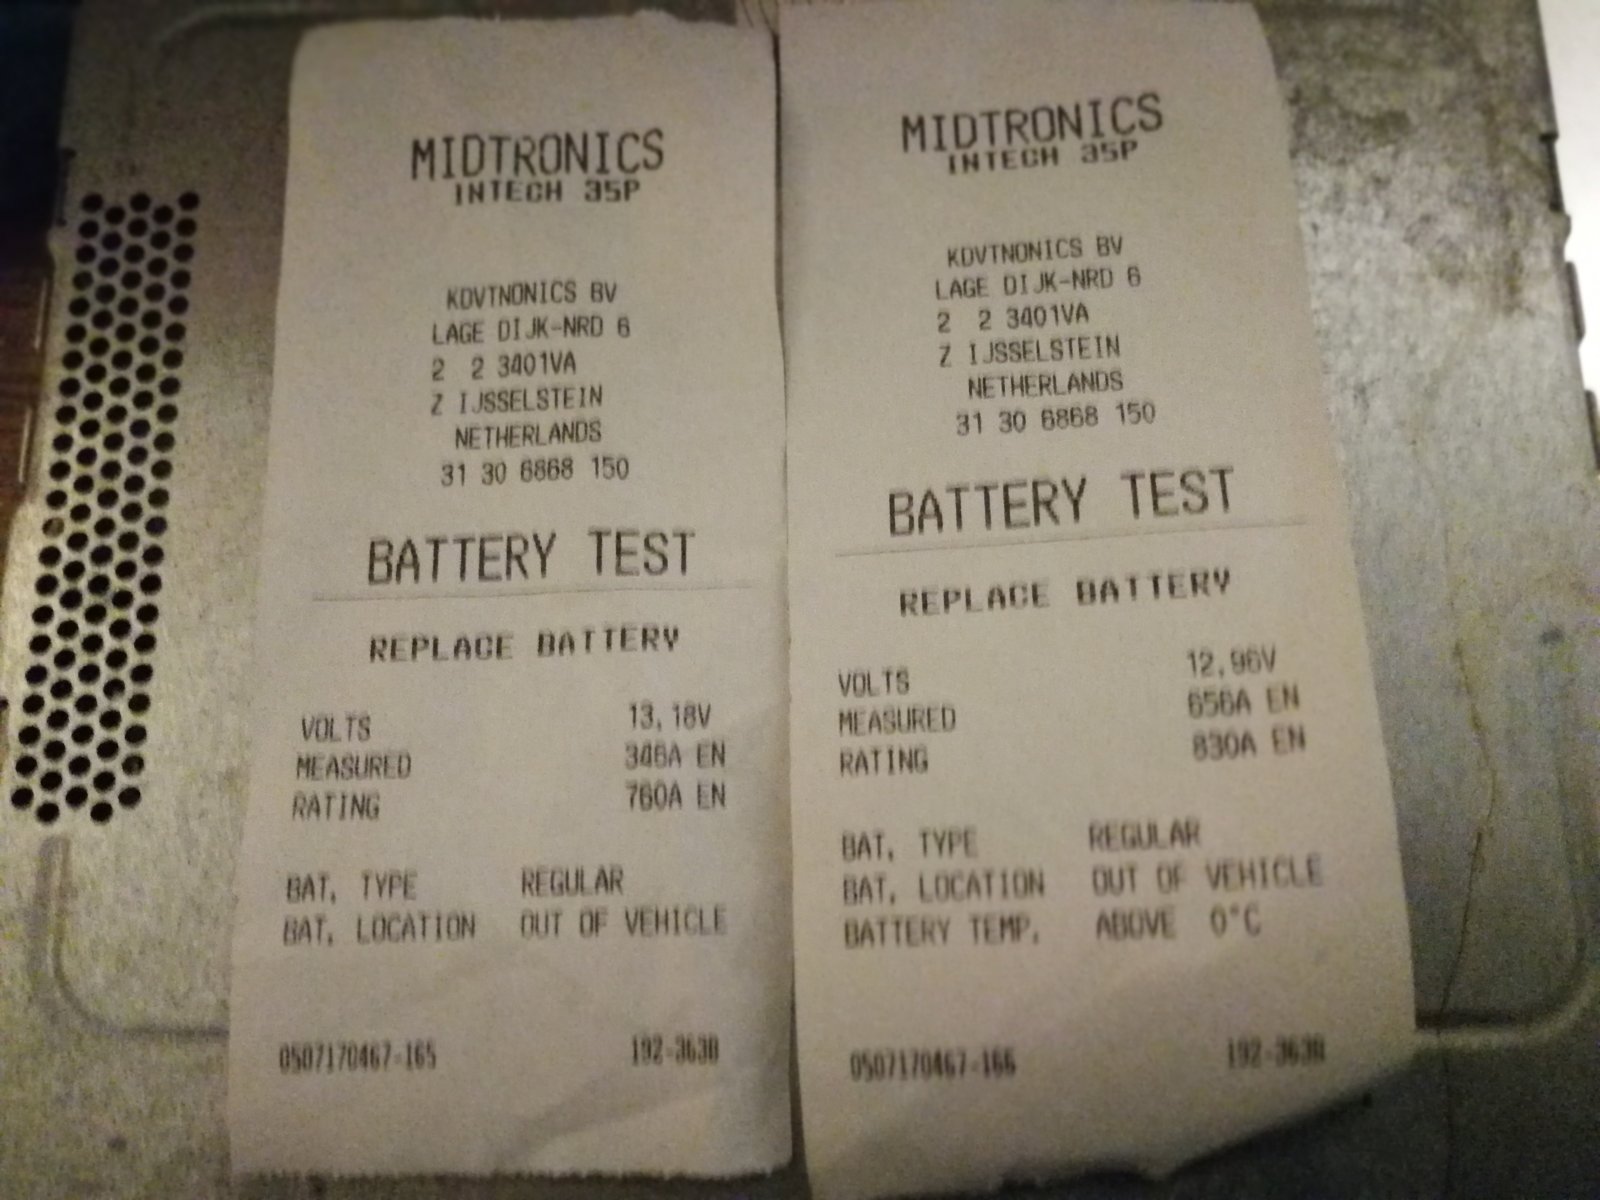 MIDTRONICS
INTECH 35P
KDVTNONICS BV
LAGE DIJK-NRD 6
2 2 3401VA
Z IJSSELSTEIN
NETHERLANDS
31 30 6868 150
BATTERY TEST
REPLACE BATTERY
VOLTS 13,18V
MEASURED 346A EN
RATING 760A EN
BAT. TYPE REGULAR
BAT. LOCATION OUT OF VEHICLE
0507170467-165 192-363B
MIDTRONICS
INTECH 35P
KDVTNONICS BV
LAGE DIJK-NRD 6
2 2 3401VA
Z IJSSELSTEIN
NETHERLANDS
31 30 6868 150
BATTERY TEST
REPLACE BATTERY
VOLTS 12,96V
MEASURED 656A EN
RATING 830A EN
BAT. TYPE REGULAR
BAT. LOCATION OUT OF VEHICLE
BATTERY TEMP. ABOVE 0°C
0507170467-166 192-363B